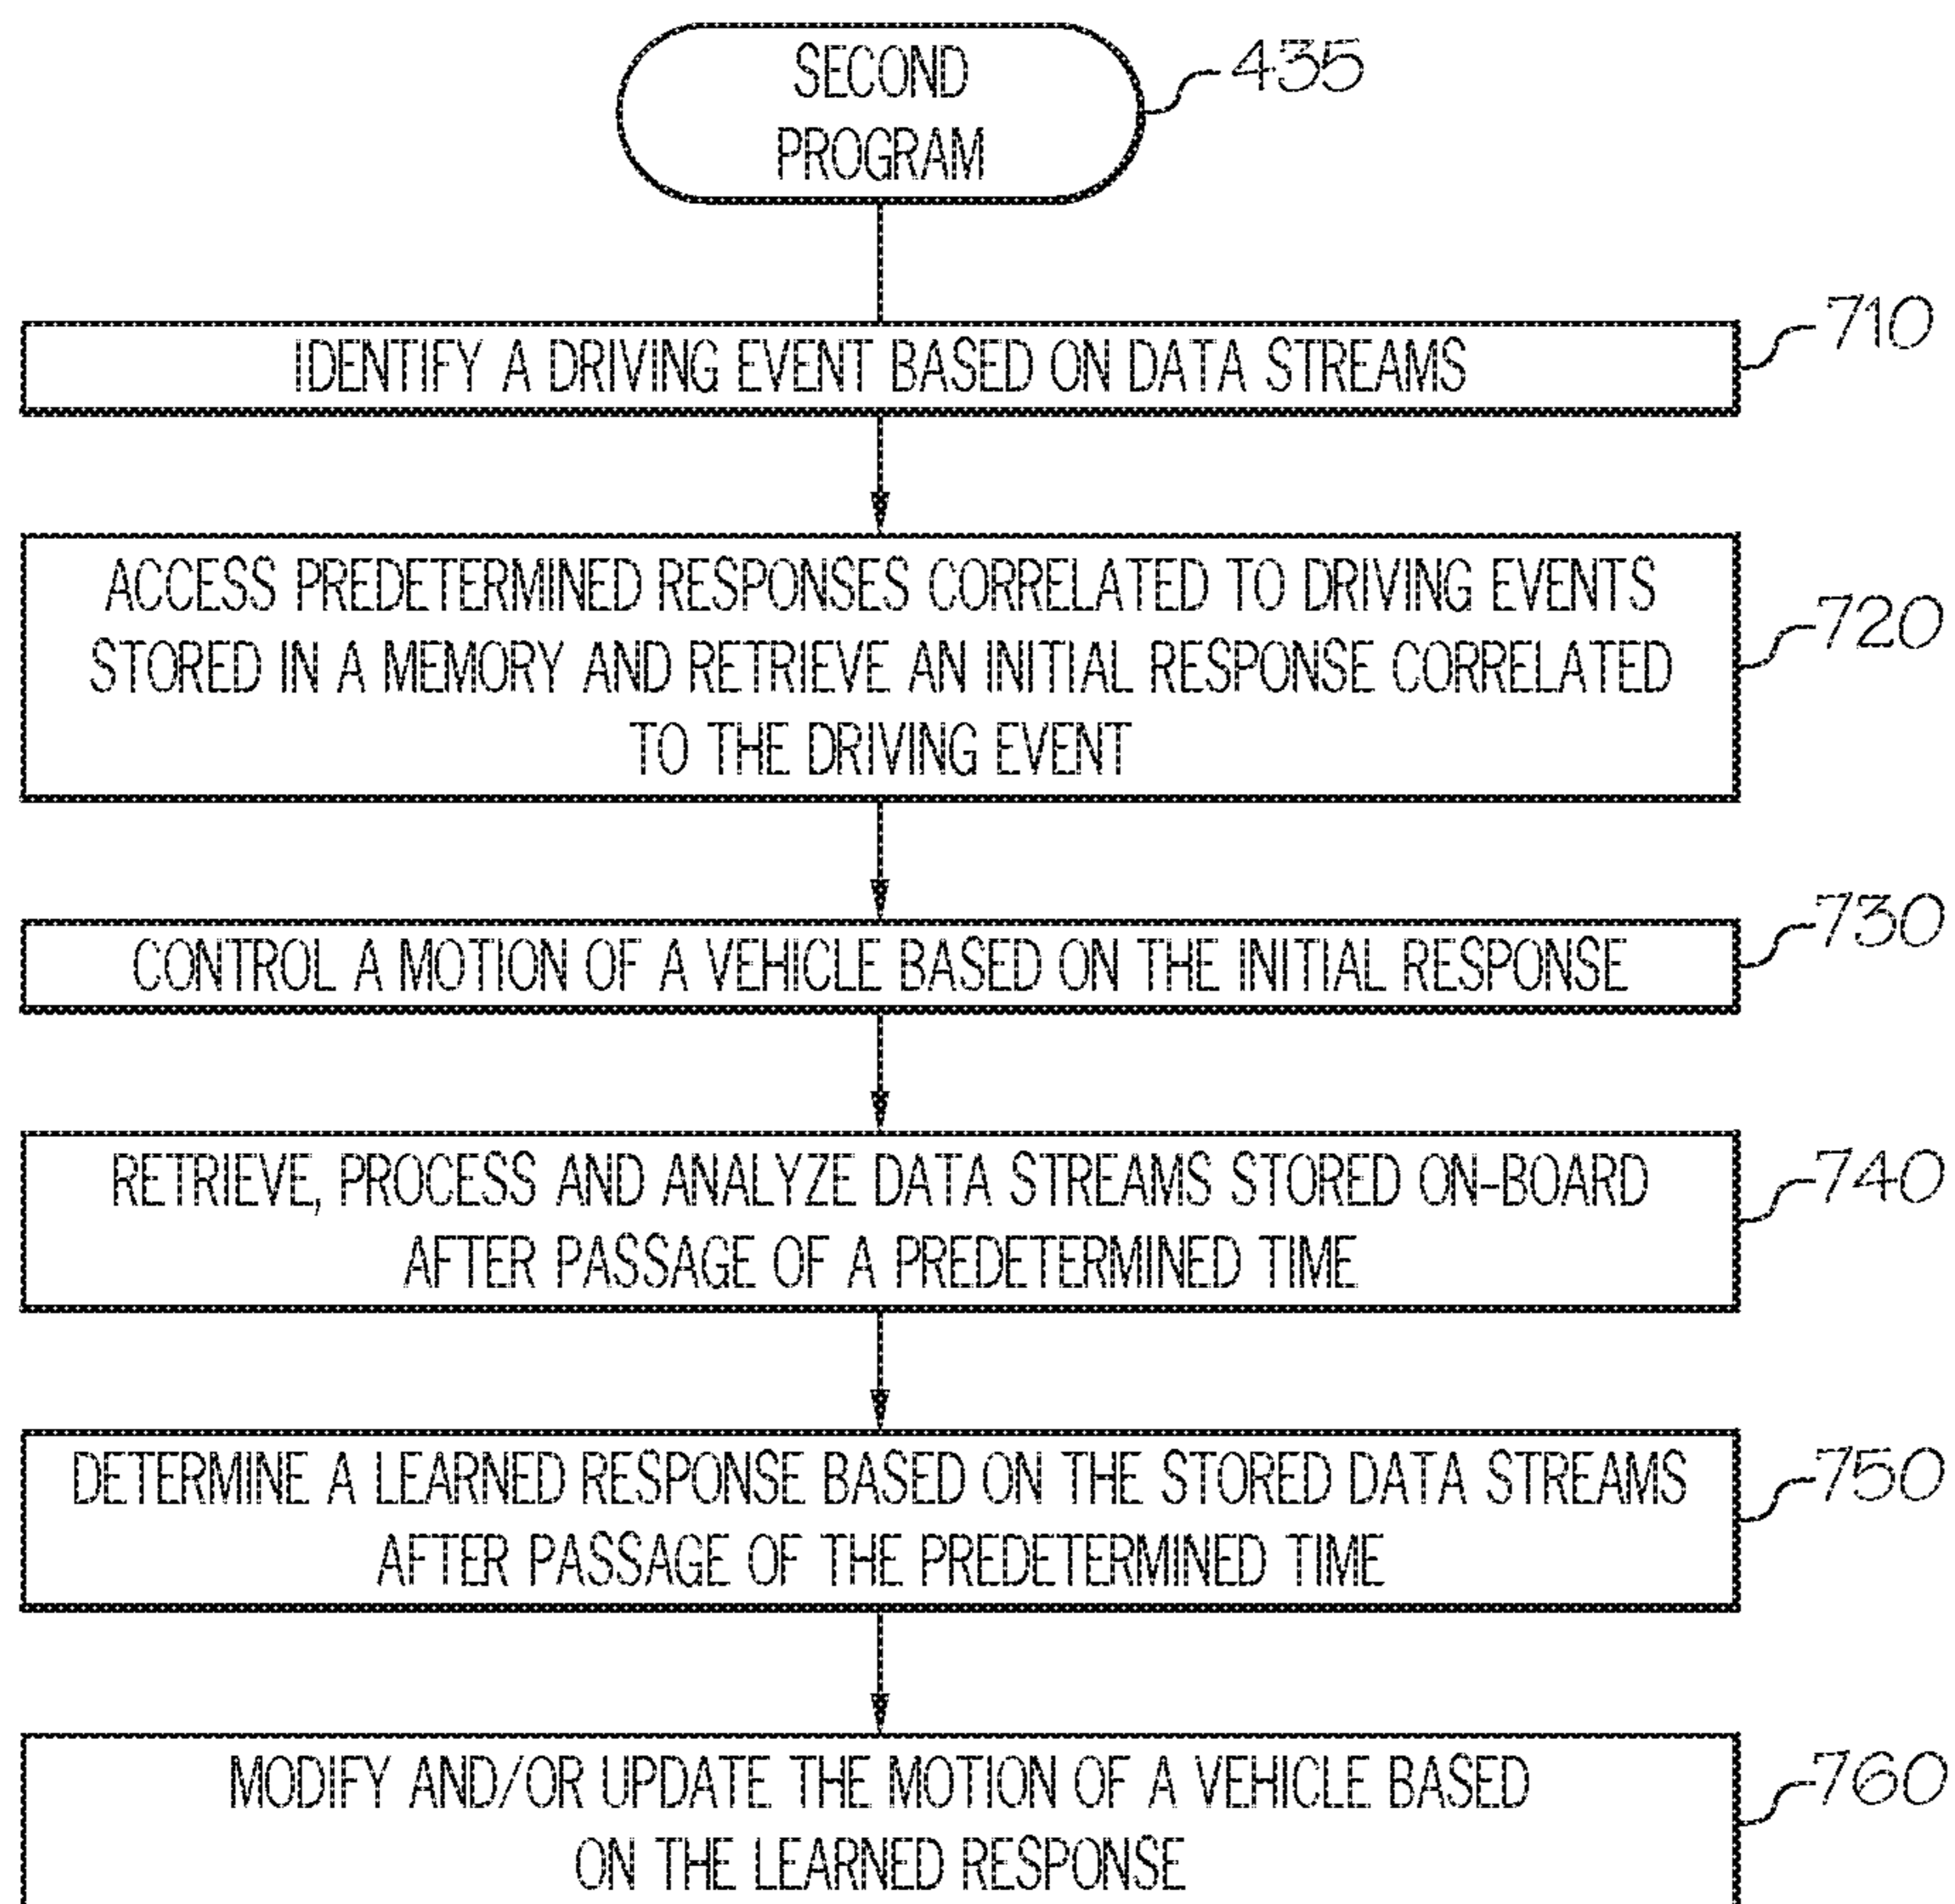 SECOND
PROGRAM
435
IDENTIFY A DRIVING EVENT BASED ON DATA STREAMS
710
ACCESS PREDETERMINED RESPONSES CORRELATED TO DRIVING EVENTS
STORED IN A MEMORY AND RETRIEVE AN INITIAL RESPONSE CORRELATED
TO THE DRIVING EVENT
720
CONTROL A MOTION OF A VEHICLE BASED ON THE INITIAL RESPONSE
730
RETRIEVE, PROCESS AND ANALYZE DATA STREAMS STORED ON-BOARD
AFTER PASSAGE OF A PREDETERMINED TIME
740
DETERMINE A LEARNED RESPONSE BASED ON THE STORED DATA STREAMS
AFTER PASSAGE OF THE PREDETERMINED TIME
750
MODIFY AND/OR UPDATE THE MOTION OF A VEHICLE BASED
ON THE LEARNED RESPONSE
760